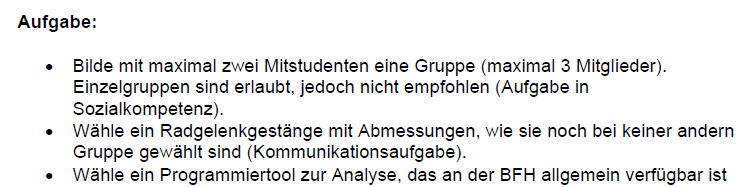 Aufgabe:
• Bilde mit maximal zwei Mitstudenten eine Gruppe (maximal 3 Mitglieder).
Einzelgruppen sind erlaubt, jedoch nicht empfohlen (Aufgabe in
Sozialkompetenz).
• Wähle ein Radgelenkgestänge mit Abmessungen, wie sie noch bei keiner andern
Gruppe gewählt sind (Kommunikationsaufgabe).
• Wähle ein Programmiertool zur Analyse, das an der BFH allgemein verfügbar ist